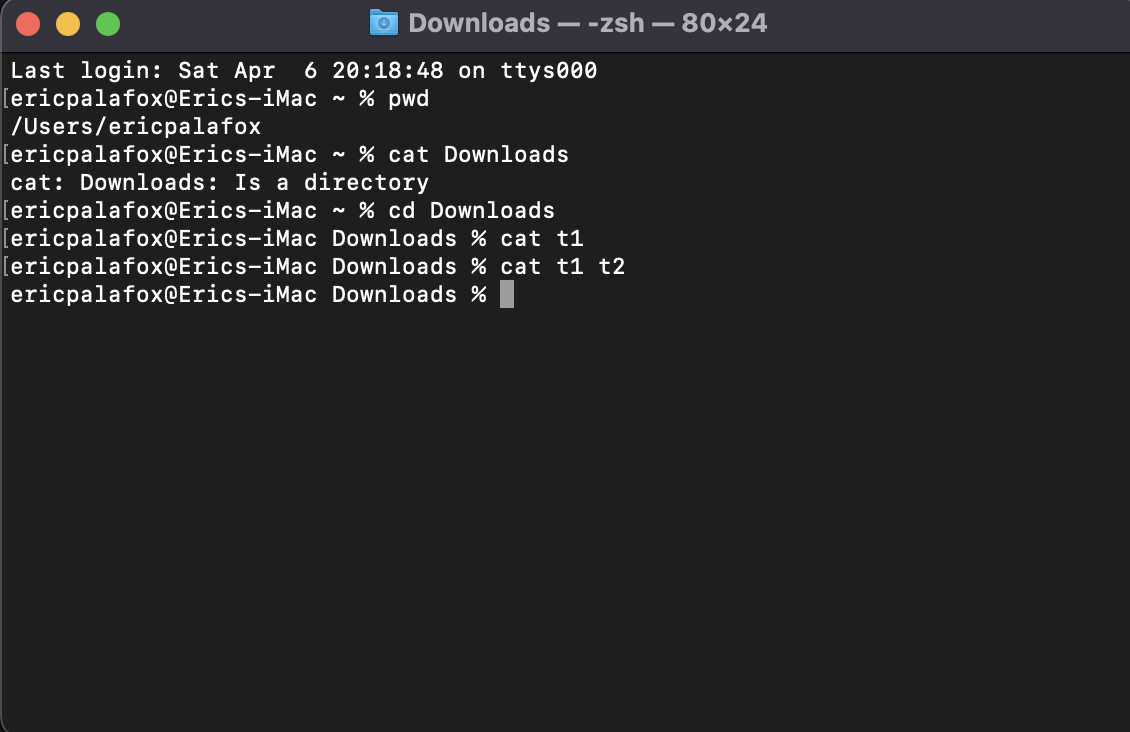 Downloads — -zsh — 80×24
Last login: Sat Apr  6 20:18:48 on ttys000
[ericpalafox@Erics-iMac ~ % pwd
/Users/ericpalafox
[ericpalafox@Erics-iMac ~ % cat Downloads
cat: Downloads: Is a directory
[ericpalafox@Erics-iMac ~ % cd Downloads
[ericpalafox@Erics-iMac Downloads % cat t1
[ericpalafox@Erics-iMac Downloads % cat t1 t2
ericpalafox@Erics-iMac Downloads %